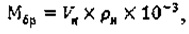 Mбр = Vн × ρн × 10⁻³,